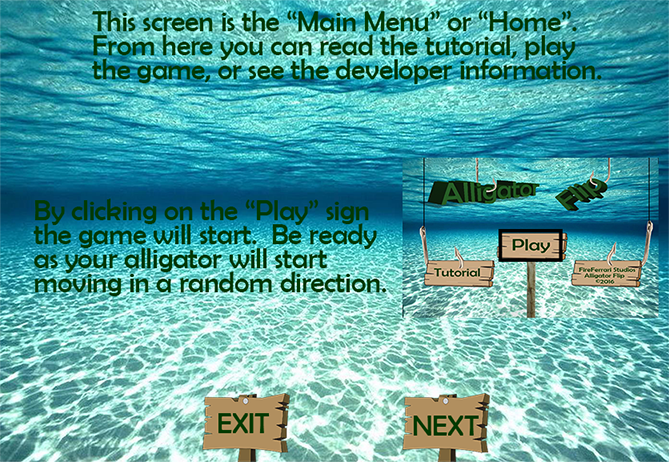 This screen is the “Main Menu” or “Home”.
From here you can read the tutorial, play
the game, or see the developer information.
By clicking on the “Play” sign
the game will start. Be ready
as your alligator will start
moving in a random direction.
Alligator Flip
Play
Tutorial
FireFerrari Studios
Alligator Flip
©2016
EXIT
NEXT